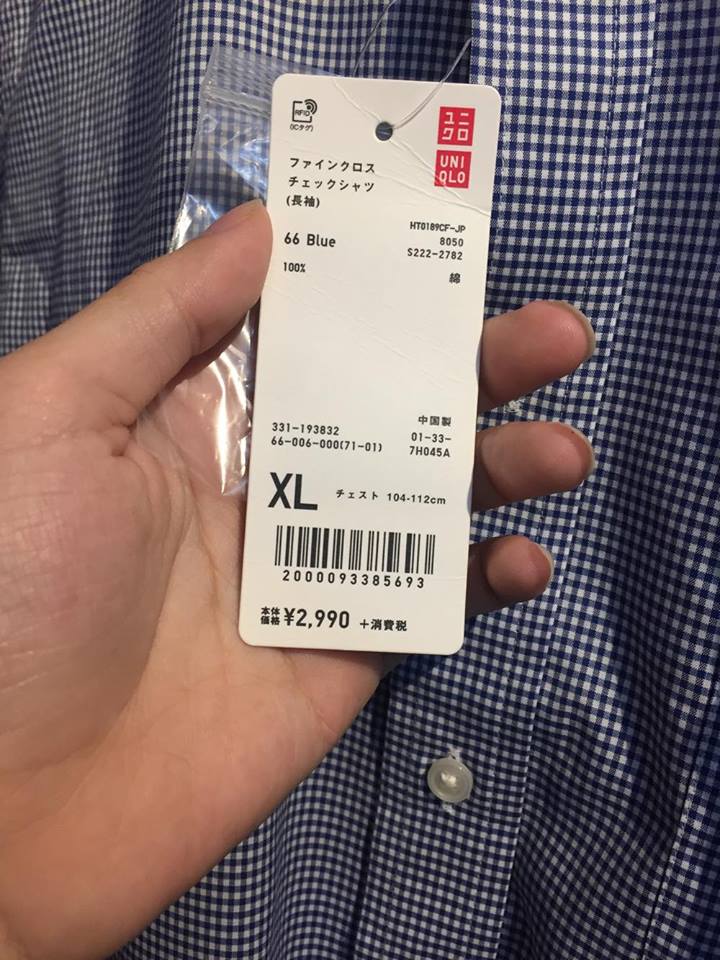 RFID
(ICタグ)
ユニ
クロ
UNI
QLO
ファインクロス
チェックシャツ
(長袖)
HT0189CF-JP
66 Blue
8050
S222-2782
100%
綿
中国製
331-193832
01-33-
66-006-000(71-01)
7H045A
XL チェスト 104-112cm
2000093385693
本体
価格 ¥2,990 +消費税